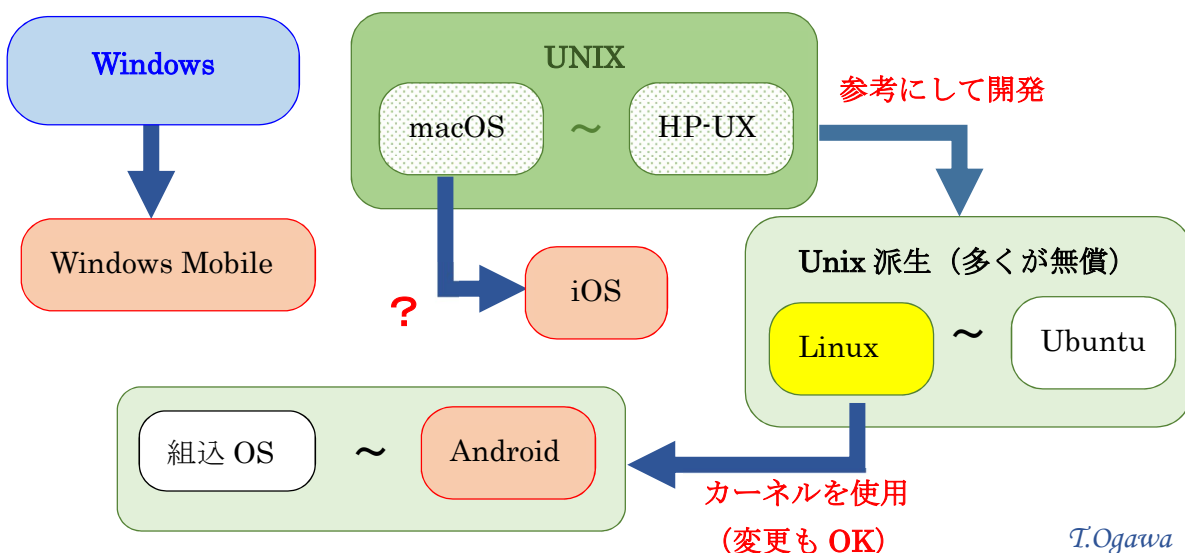 Windows
UNIX
macOS ～ HP-UX
参考にして開発
Windows Mobile
？
iOS
Unix 派生（多くが無償）
Linux ～ Ubuntu
組込 OS ～ Android
カーネルを使用
（変更も OK）
T.Ogawa